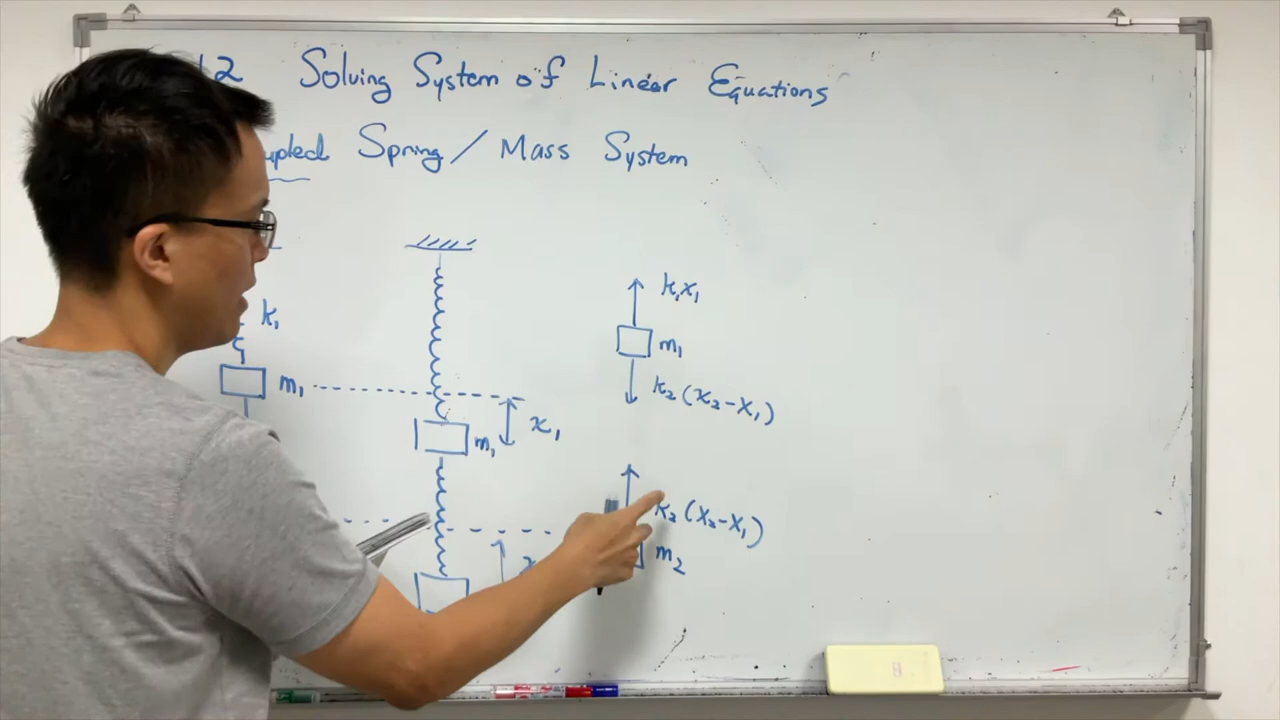 2 Solving System of Linear Equations
Spring / Mass System
k₁
m₁
m₁
x₁
k₁x₁
m₁
k₂(x₂-x₁)
k₂(x₂-x₁)
m₂